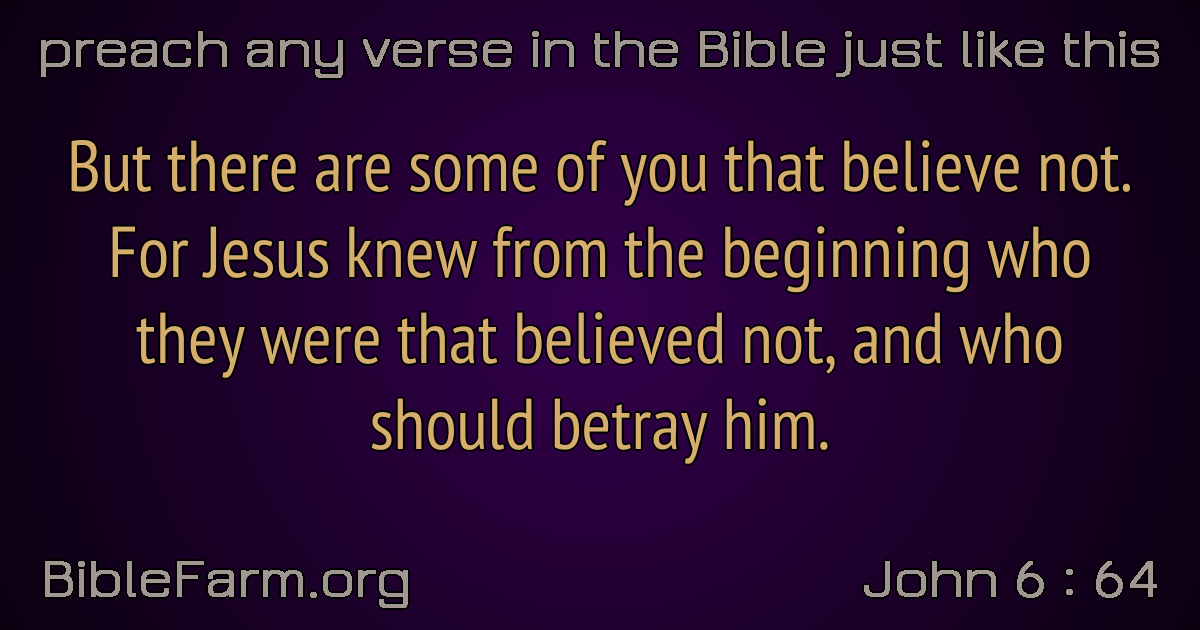 preach any verse in the Bible just like this
But there are some of you that believe not.
For Jesus knew from the beginning who
they were that believed not, and who
should betray him.
BibleFarm.org
John 6 : 64